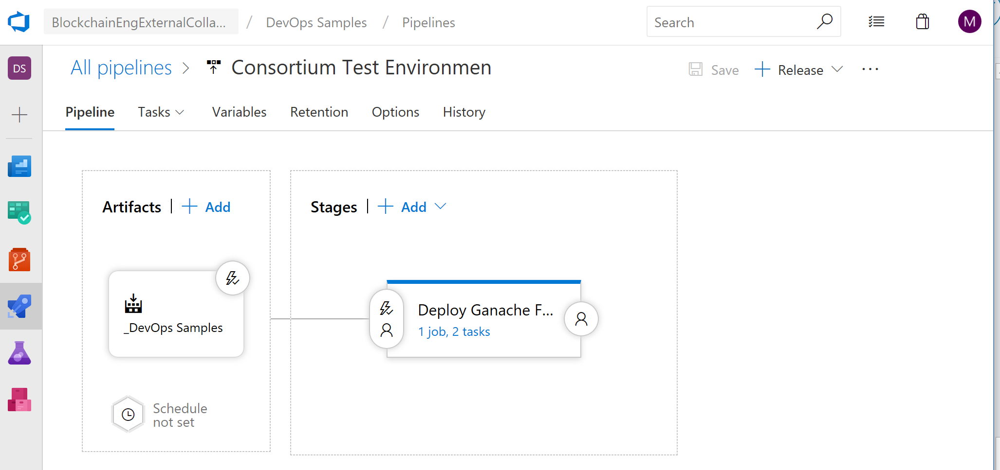 BlockchainEngExternalColla... / DevOps Samples / Pipelines
Search
M
DS
All pipelines > Consortium Test Environmen
Save
Release
...
Pipeline Tasks Variables Retention Options History
Artifacts | + Add
Stages | + Add
_DevOps Samples
Deploy Ganache F...
1 job, 2 tasks
Schedule
not set